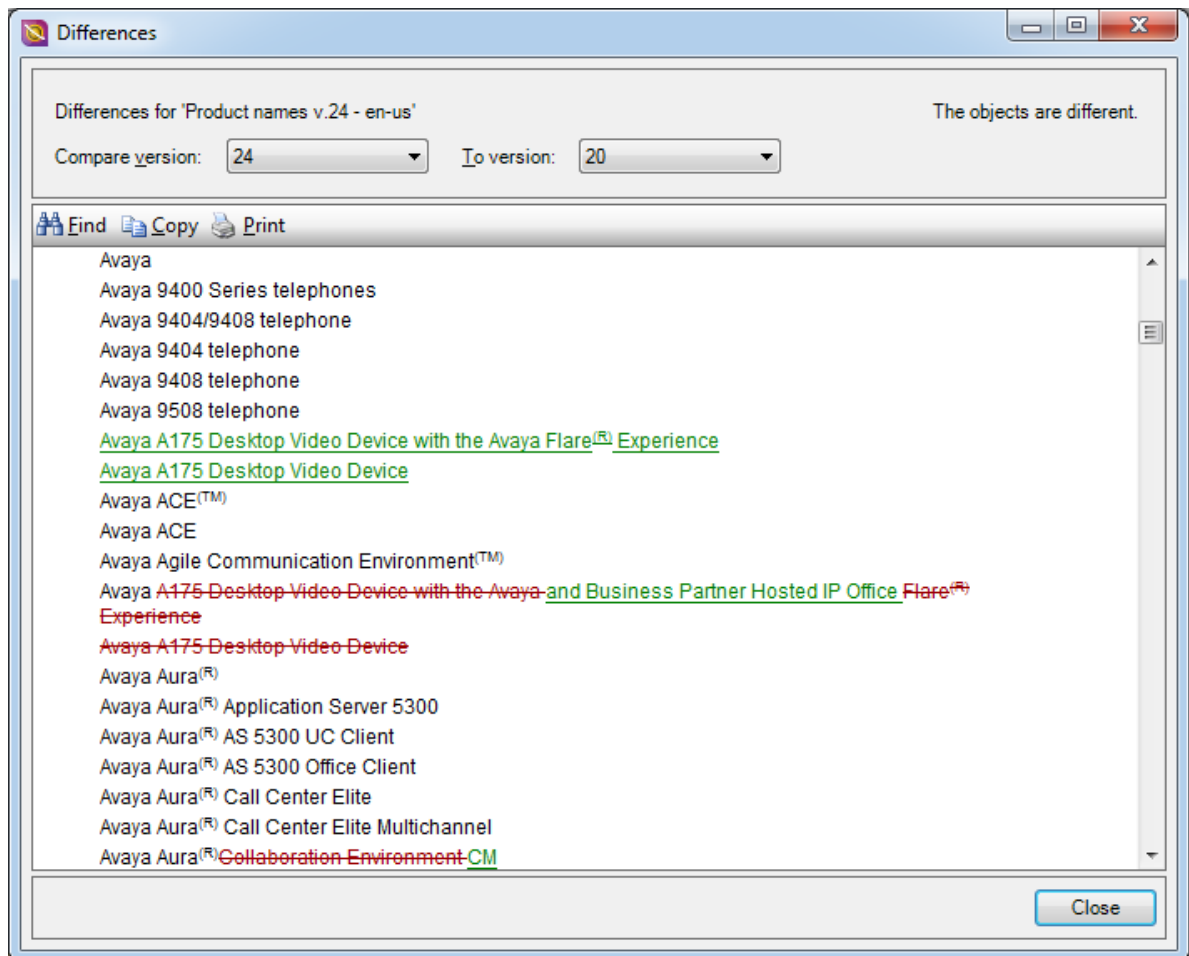 Differences
Differences for 'Product names v.24 - en-us'
The objects are different.
Compare version: 24 To version: 20
Find Copy Print
Avaya
Avaya 9400 Series telephones
Avaya 9404/9408 telephone
Avaya 9404 telephone
Avaya 9408 telephone
Avaya 9508 telephone
Avaya A175 Desktop Video Device with the Avaya Flare(R) Experience
Avaya A175 Desktop Video Device
Avaya ACE(TM)
Avaya ACE
Avaya Agile Communication Environment(TM)
Avaya A175 Desktop Video Device with the Avaya and Business Partner Hosted IP Office Flare(R)
Experience
Avaya A175 Desktop Video Device
Avaya Aura(R)
Avaya Aura(R) Application Server 5300
Avaya Aura(R) AS 5300 UC Client
Avaya Aura(R) AS 5300 Office Client
Avaya Aura(R) Call Center Elite
Avaya Aura(R) Call Center Elite Multichannel
Avaya Aura(R)Collaboration Environment CM
Close